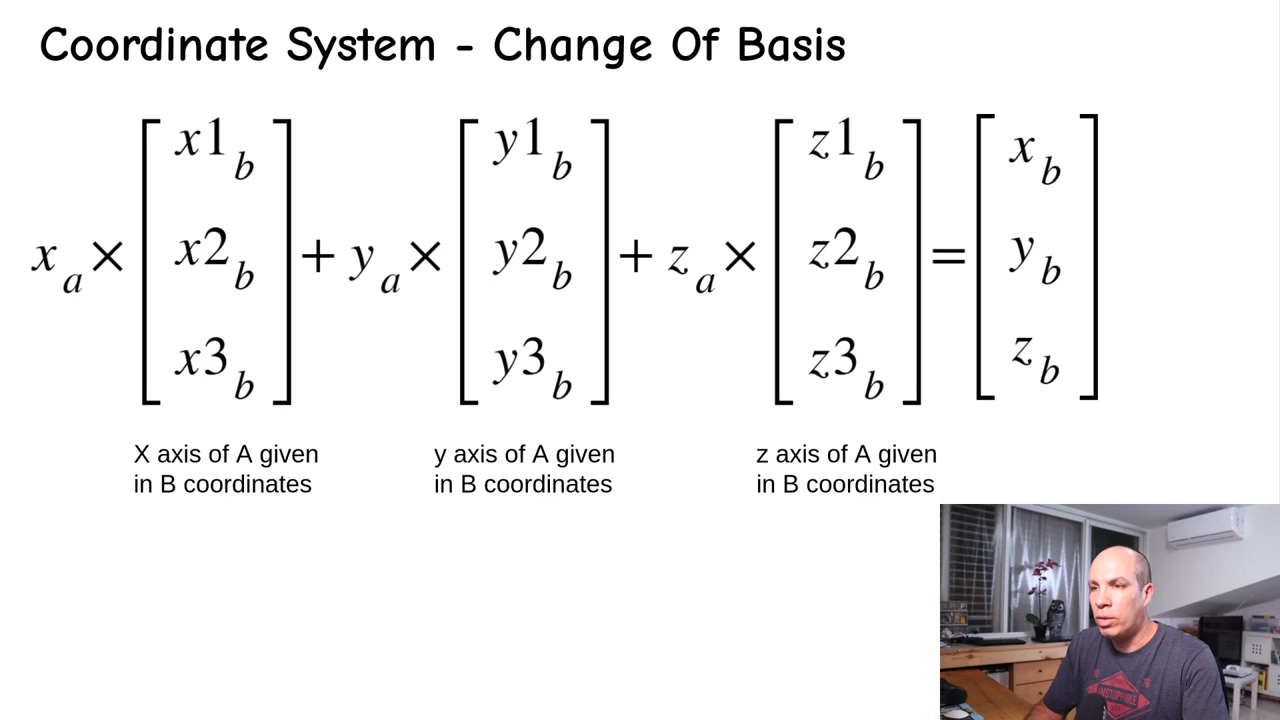 Coordinate System - Change Of Basis
x_a × [x1_b x2_b x3_b] + y_a × [y1_b y2_b y3_b] + z_a × [z1_b z2_b z3_b] = [x_b y_b z_b]
X axis of A given
in B coordinates
y axis of A given
in B coordinates
z axis of A given
in B coordinates
76